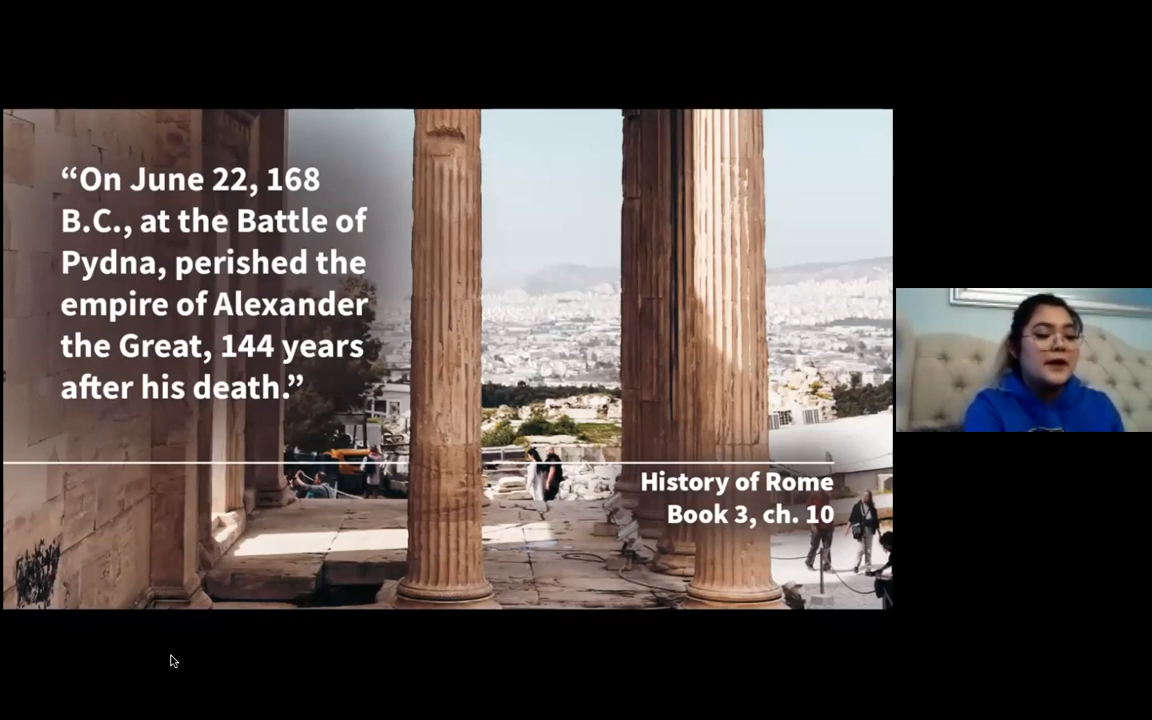 “On June 22, 168
B.C., at the Battle of
Pydna, perished the
empire of Alexander
the Great, 144 years
after his death.”
History of Rome
Book 3, ch. 10